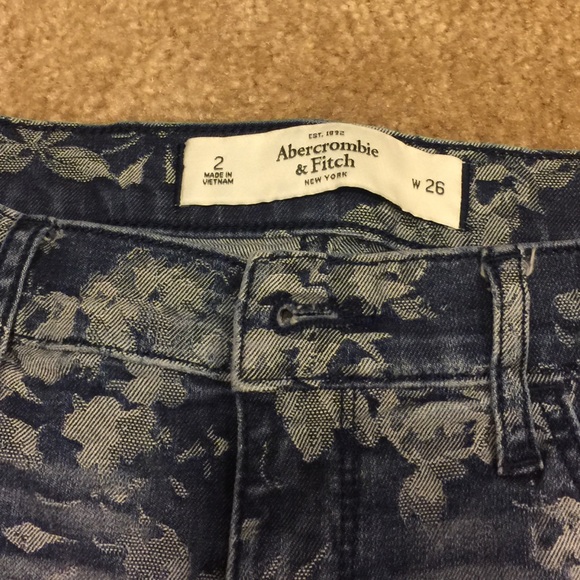 EST. 1892
Abercrombie
& Fitch
NEW YORK
2
MADE IN
VIETNAM
W 26